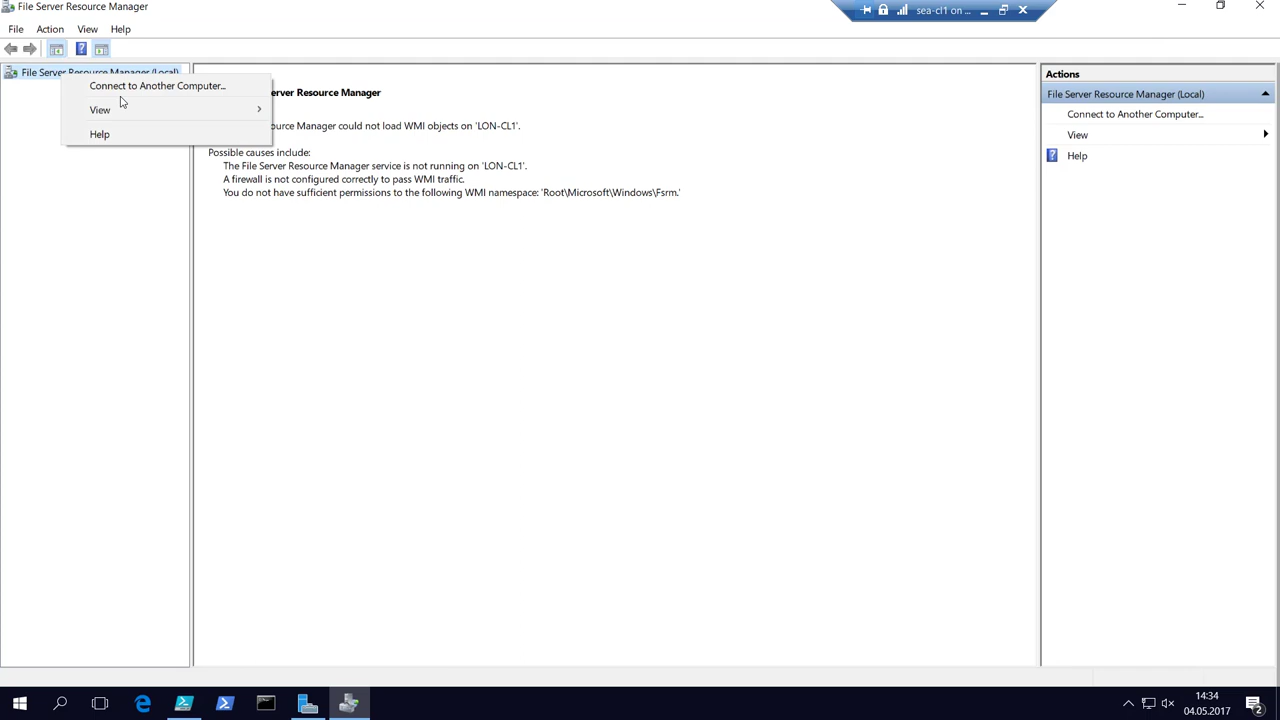 File Server Resource Manager
sea-cl1 on ...
File Action View Help
File Server Resource Manager (Local)
Connect to Another Computer...
View
Help
erver Resource Manager
ource Manager could not load WMI objects on 'LON-CL1'.
Possible causes include:
The File Server Resource Manager service is not running on 'LON-CL1'.
A firewall is not configured correctly to pass WMI traffic.
You do not have sufficient permissions to the following WMI namespace: 'Root\Microsoft\Windows\Fsrm.'
Actions
File Server Resource Manager (Local)
Connect to Another Computer...
View
Help
14:34
04.05.2017
2